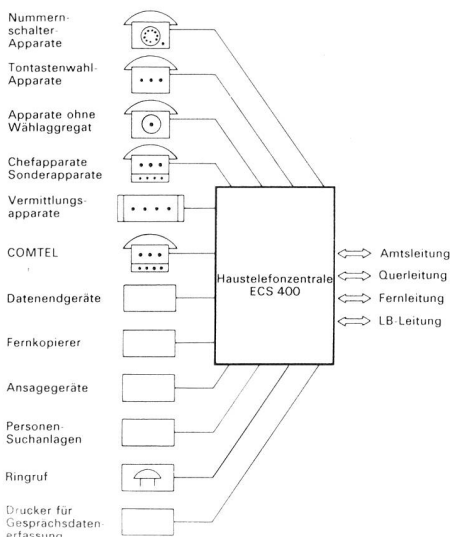 Nummern-
schalter-
Apparate
Tontastenwahl-
Apparate
Apparate ohne
Wählaggregat
Chefapparate
Sonderapparate
Vermittlungs-
apparate
COMTEL
Datenendgeräte
Fernkopierer
Ansagegeräte
Personen-
Suchanlagen
Ringruf
Drucker für
Gesprächsdaten-
erfassung
Haustelefonzentrale
ECS 400
Amtsleitung
Querleitung
Fernleitung
LB-Leitung